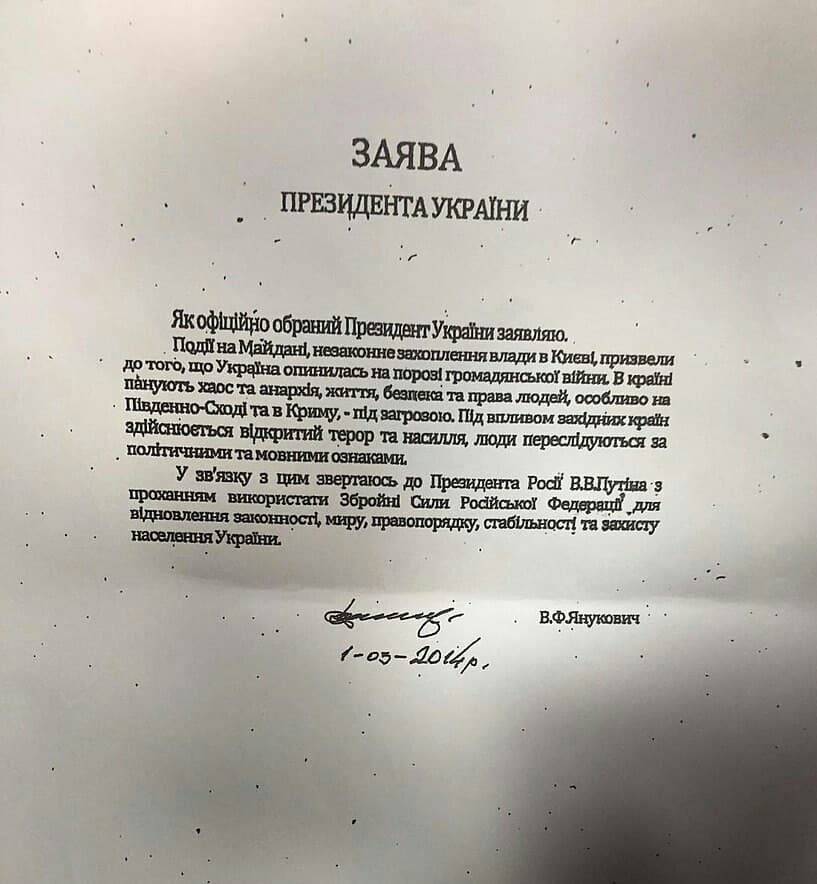 ЗАЯВА
ПРЕЗИДЕНТА УКРАЇНИ
Як офіційно обраний Президент України заявляю.
Події на Майдані, незаконне захоплення влади в Києві, призвели
до того, що Україна опинилась на порозі громадянської війни. В країні
панують хаос та анархія, життя, безпека та права людей, особливо на
Південно-Сході та в Криму, - під загрозою. Під впливом західних країн
здійснюється відкритий терор та насилля, люди переслідуються за
політичними та мовними ознаками.
У зв'язку з цим звертаюсь до Президента Росії В.В.Путіна з
проханням використати Збройні Сили Російської Федерації для
відновлення законності, миру, правопорядку, стабільності та захисту
населення України.
В.Ф.Янукович
1-03-2014р.